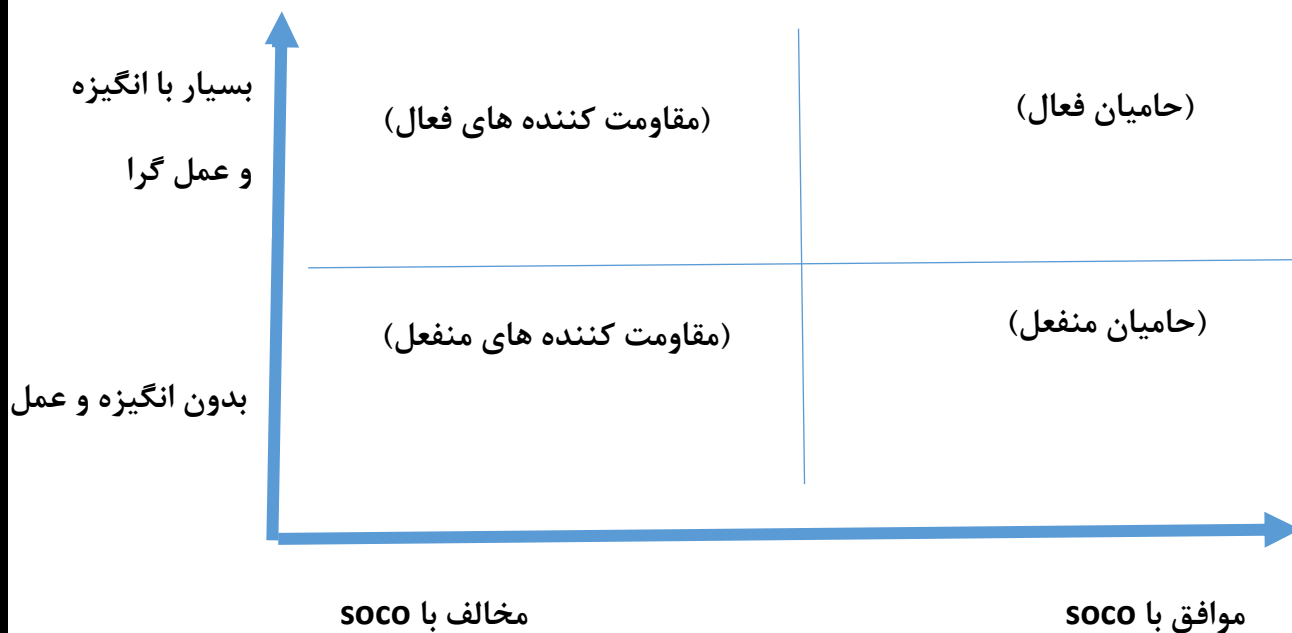 بسیار با انگیزه
و عمل گرا
(حامیان فعال)
(مقاومت کننده های فعال)
(حامیان منفعل)
(مقاومت کننده های منفعل)
بدون انگیزه و عمل
موافق با soco
مخالف با soco